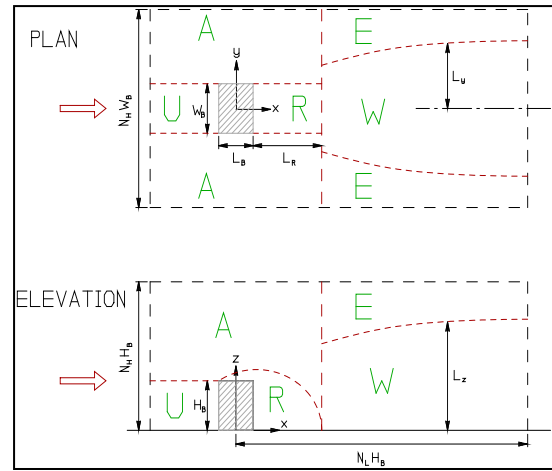 PLAN
A
E
y
L_y
U
W_B
x
R
W
N_H W_B
L_B
L_R
A
E
ELEVATION
A
E
z
N_H H_B
U
H_B
R
W
L_z
x
N_L H_B